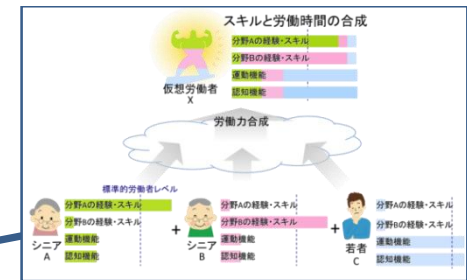 スキルと労働時間の合成
分野Aの経験・スキル
分野Bの経験・スキル
運動機能
認知機能
仮想労働者
X
労働力合成
標準的労働者レベル
分野Aの経験・スキル
分野Bの経験・スキル
運動機能
認知機能
シニア
A
+
分野Aの経験・スキル
分野Bの経験・スキル
運動機能
認知機能
シニア
B
+
分野Aの経験・スキル
分野Bの経験・スキル
運動機能
認知機能
若者
C